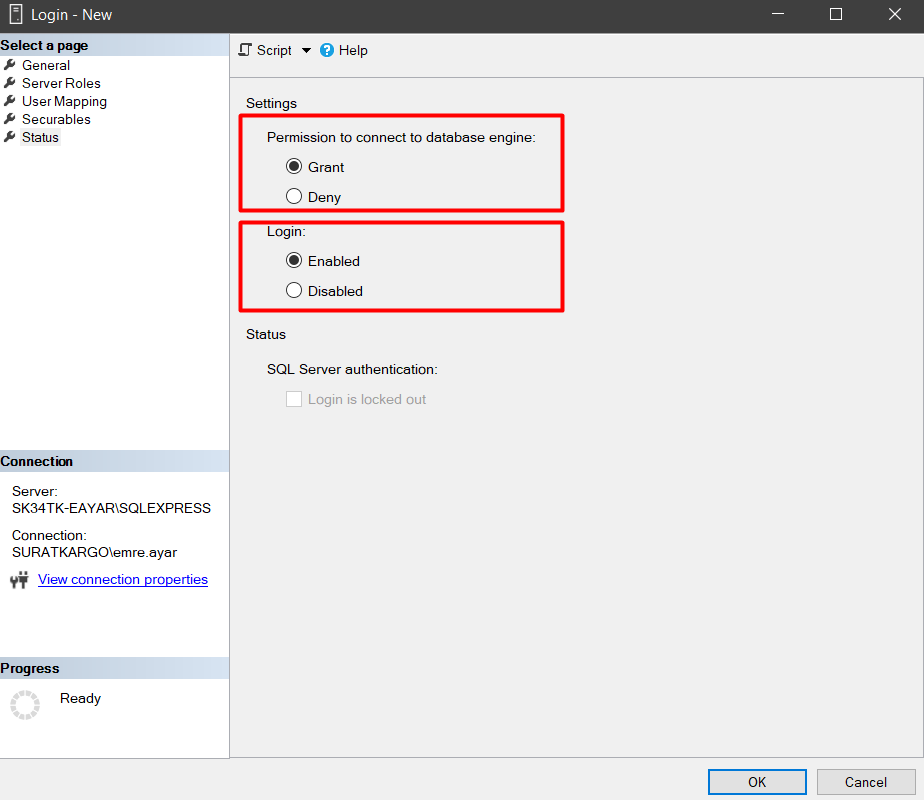 Login - New
Select a page
General
Server Roles
User Mapping
Securables
Status
Connection
Server:
SK34TK-EAYAR\SQLEXPRESS
Connection:
SURATKARGO\emre.ayar
View connection properties
Progress
Ready
Script
Help
Settings
Permission to connect to database engine:
Grant
Deny
Login:
Enabled
Disabled
Status
SQL Server authentication:
Login is locked out
OK
Cancel